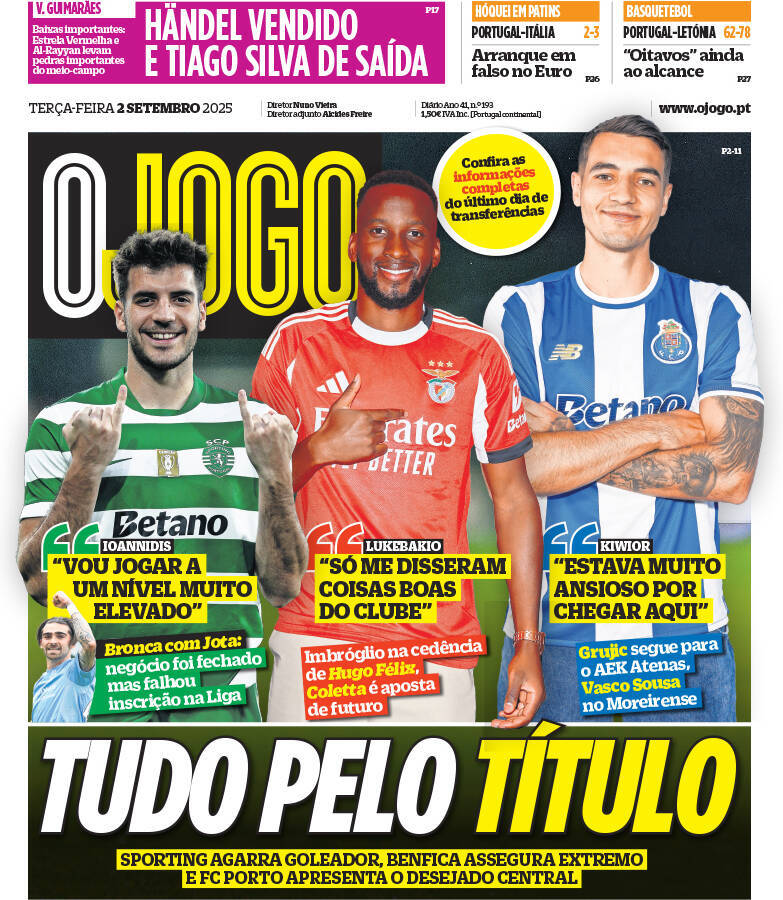 V. GUIMARÃES
Baixas importantes:
Estrela Vermelha e
Al-Rayyan levam
pedras importantes
do meio-campo
P17
HÄNDEL VENDIDO
E TIAGO SILVA DE SAÍDA
HÓQUEI EM PATINS
PORTUGAL-ITÁLIA 2-3
Arranque em
falso no Euro
P26
BASQUETEBOL
PORTUGAL-LETÓNIA 62-78
“Oitavos” ainda
ao alcance
P27
TERÇA-FEIRA 2 SETEMBRO 2025
Diretor Nuno Vieira
Diretor adjunto Alcides Freire
Diário Ano 41, n.º 193
1,50€ IVA Inc. [Portugal continental]
www.ojogo.pt
O JOGO
Confira as
informações
completas
do último dia de
transferências
P2-11
SCP
SPORTING
Betano
Emirates
FLY BETTER
NB
FCP
Betano
IOANNIDIS
“VOU JOGAR A
UM NÍVEL MUITO
ELEVADO”
Bronca com Jota:
negócio foi fechado
mas falhou
inscrição na Liga
LUKEBAKIO
“SÓ ME DISSERAM
COISAS BOAS
DO CLUBE”
Imbróglio na cedência
de Hugo Félix,
Coletta é aposta
de futuro
KIWIOR
“ESTAVA MUITO
ANSIOSO POR
CHEGAR AQUI”
Grujic segue para
o AEK Atenas,
Vasco Sousa
no Moreirense
TUDO PELO TÍTULO
SPORTING AGARRA GOLEADOR, BENFICA ASSEGURA EXTREMO
E FC PORTO APRESENTA O DESEJADO CENTRAL